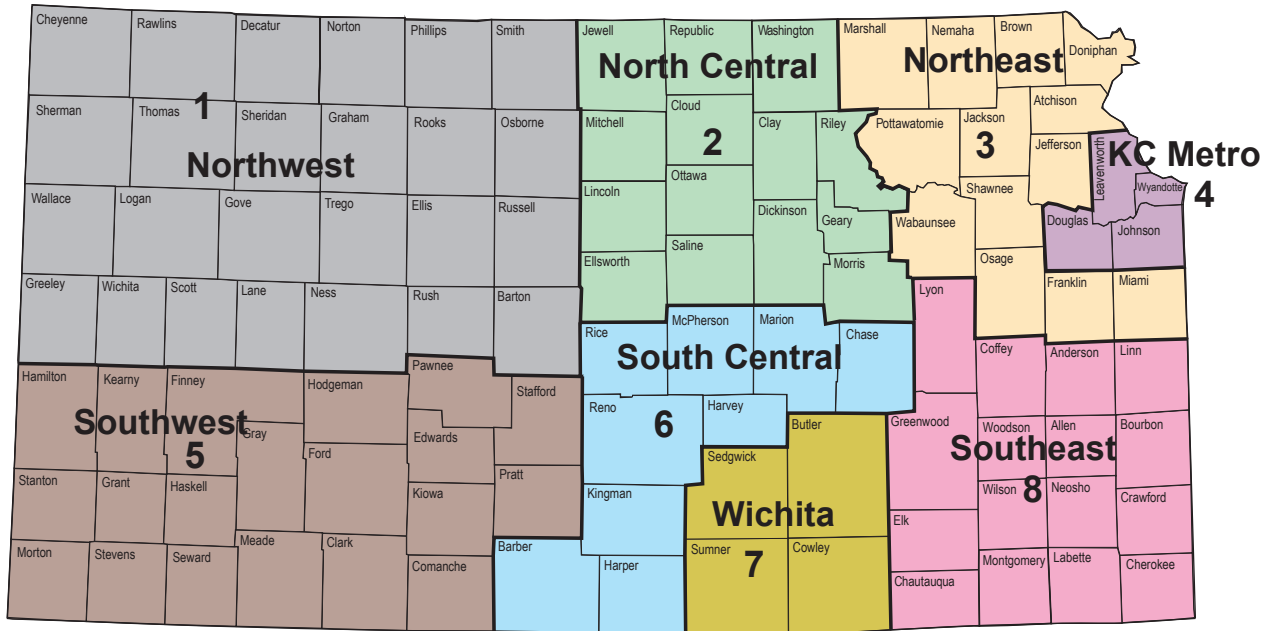 Cheyenne
Rawlins
Decatur
Norton
Phillips
Smith
Jewell
Republic
Washington
Marshall
Nemaha
Brown
Doniphan
North Central
Northeast
Sherman
Thomas
1
Sheridan
Graham
Rooks
Osborne
Mitchell
Cloud
Clay
Riley
2
Pottawatomie
Jackson
3
Atchison
Jefferson
Leavenworth
KC Metro
Wyandotte
4
Northwest
Wallace
Logan
Gove
Trego
Ellis
Russell
Lincoln
Ottawa
Dickinson
Geary
Wabaunsee
Shawnee
Douglas
Johnson
Greeley
Wichita
Scott
Lane
Ness
Rush
Barton
Ellsworth
Saline
Morris
Lyon
Osage
Franklin
Miami
Rice
McPherson
Marion
Chase
South Central
Coffey
Anderson
Linn
Hamilton
Kearny
Finney
Hodgeman
Pawnee
Stafford
Southwest
5
Gray
Ford
Edwards
Reno
6
Harvey
Butler
Greenwood
Woodson
Allen
Bourbon
Southeast
8
Stanton
Grant
Haskell
Kiowa
Pratt
Kingman
Sedgwick
Wichita
7
Wilson
Neosho
Crawford
Elk
Morton
Stevens
Seward
Meade
Clark
Comanche
Barber
Harper
Sumner
Cowley
Chautauqua
Montgomery
Labette
Cherokee